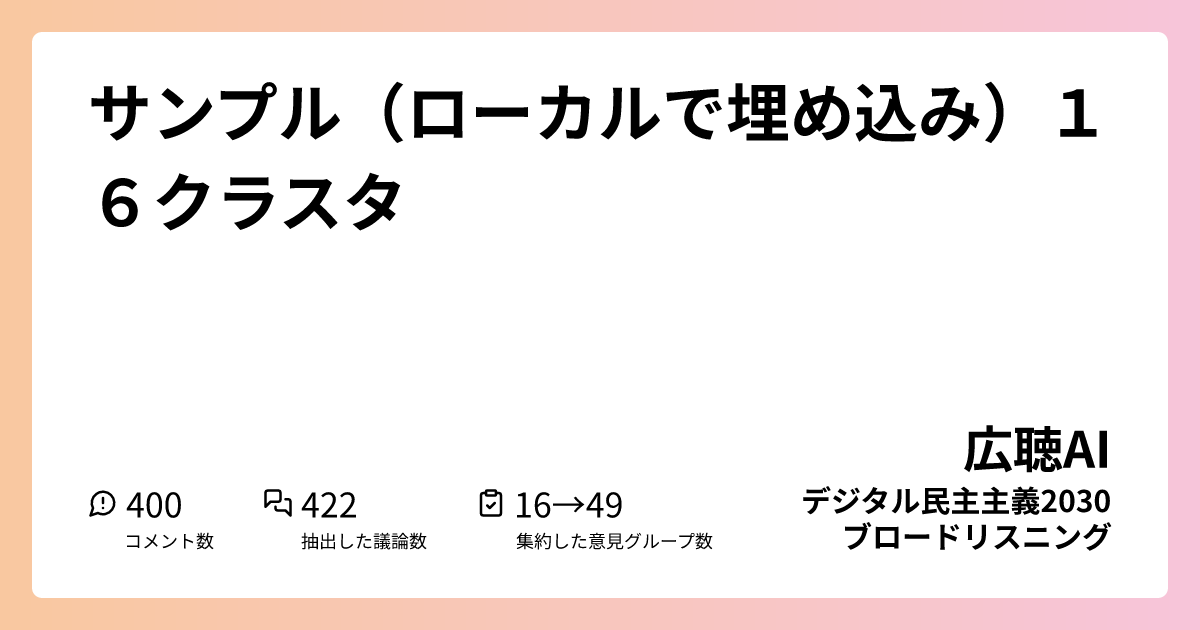 サンプル（ローカルで埋め込み）１
６クラスタ
広聴AI
デジタル民主主義2030
ブロードリスニング
400
コメント数
422
抽出した議論数
16→49
集約した意見グループ数